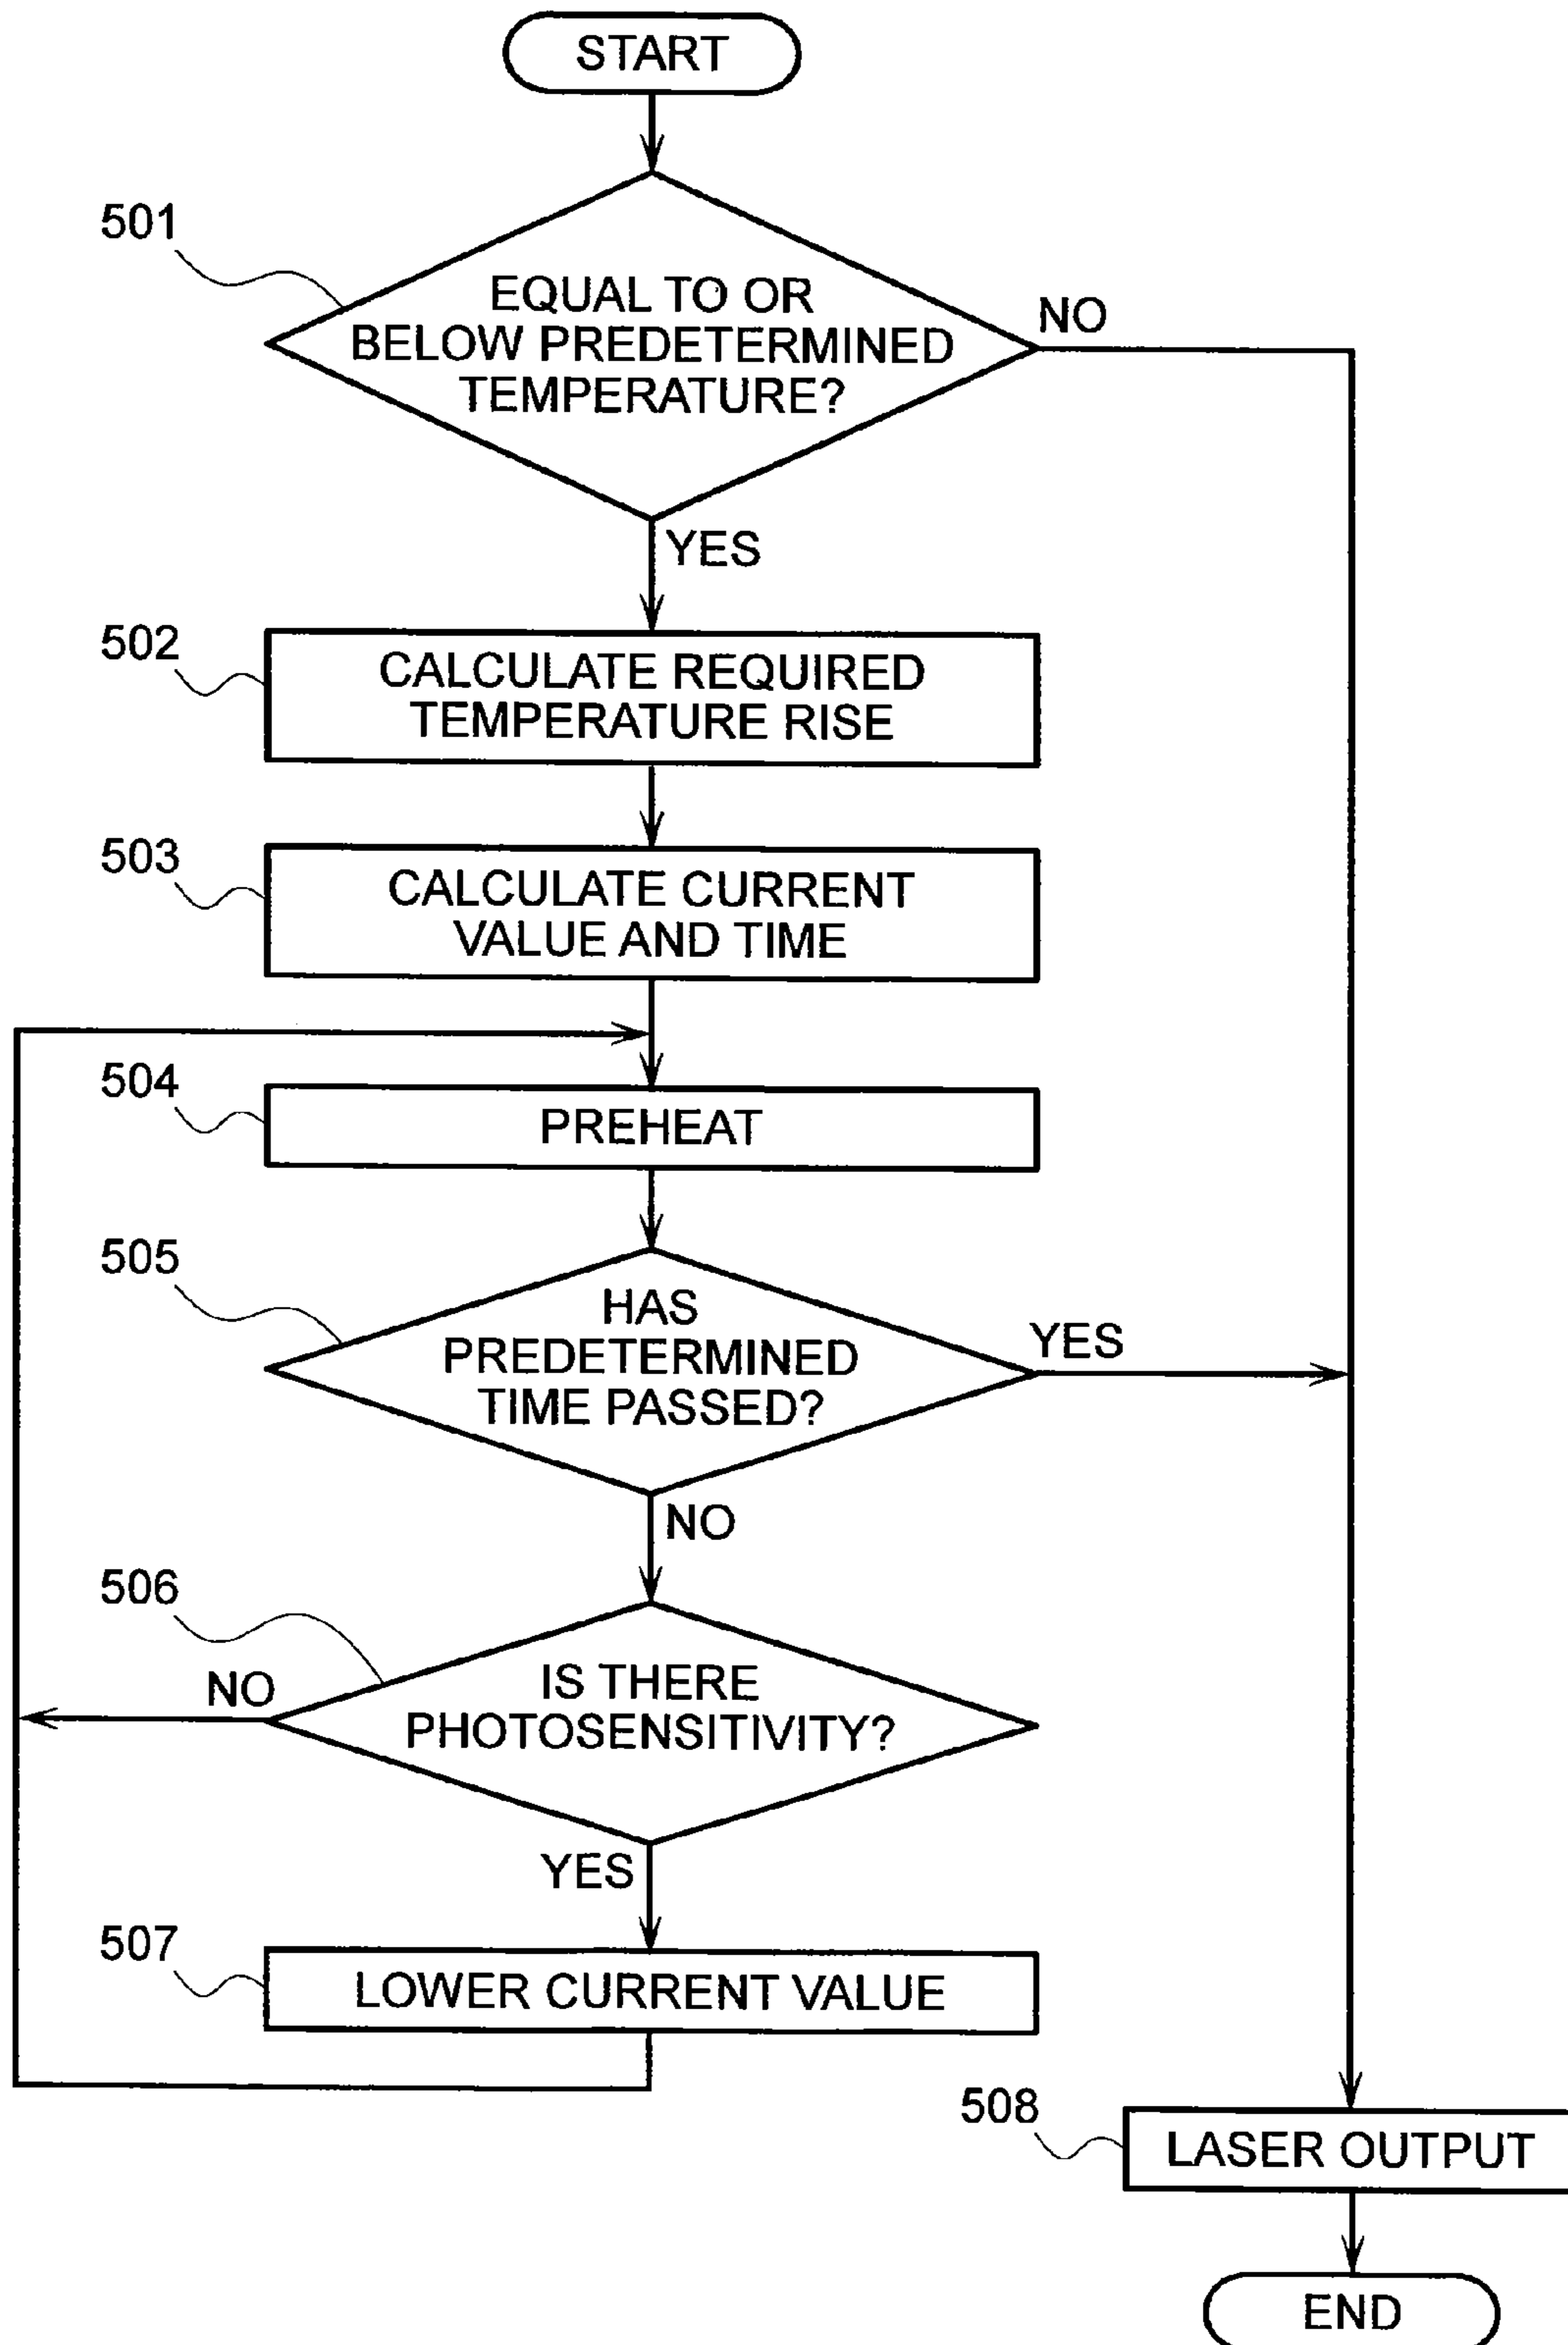 START
501
EQUAL TO OR
BELOW PREDETERMINED
TEMPERATURE?
NO
YES
502
CALCULATE REQUIRED
TEMPERATURE RISE
503
CALCULATE CURRENT
VALUE AND TIME
504
PREHEAT
505
HAS
PREDETERMINED
TIME PASSED?
YES
NO
506
IS THERE
PHOTOSENSITIVITY?
NO
YES
507
LOWER CURRENT VALUE
508
LASER OUTPUT
END